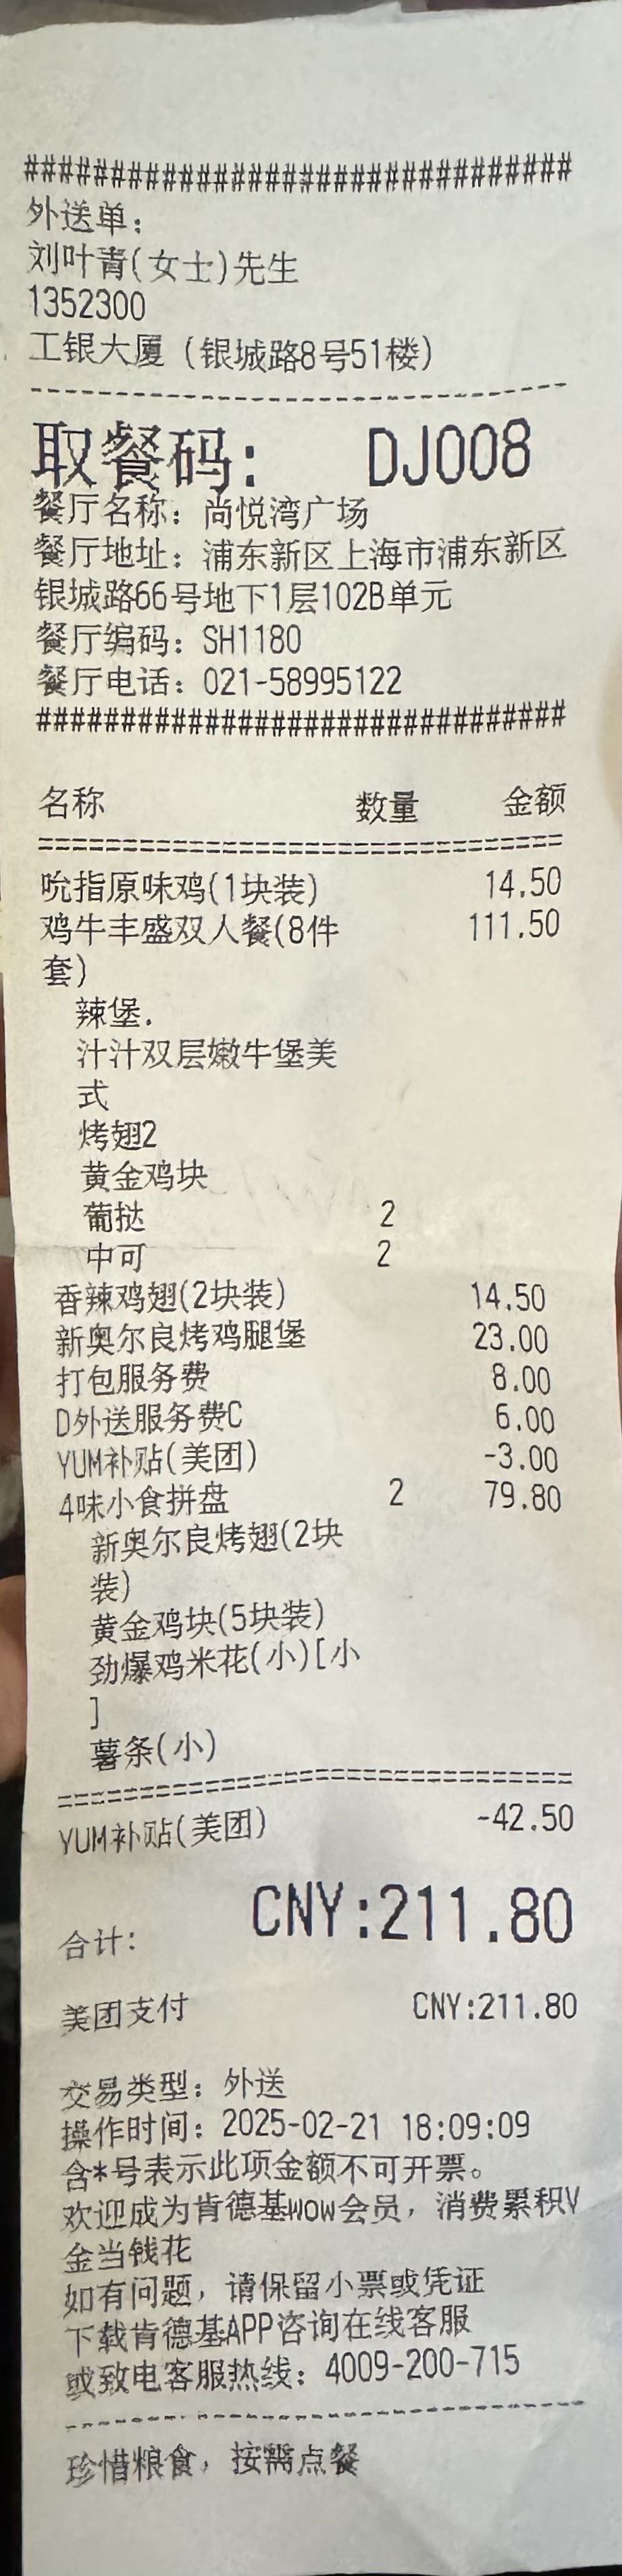 ################################
外送单：
刘叶青(女士)先生
1352300
工银大厦（银城路8号51楼）
--------------------------------
取餐码： DJ008
餐厅名称：尚悦湾广场
餐厅地址：浦东新区上海市浦东新区
银城路66号地下1层102B单元
餐厅编码：SH1180
餐厅电话：021-58995122
################################
名称 数量 金额
================================
吮指原味鸡(1块装) 14.50
鸡牛丰盛双人餐(8件 111.50
套)
辣堡.
汁汁双层嫩牛堡美
式
烤翅2
黄金鸡块
葡挞 2
中可 2
香辣鸡翅(2块装) 14.50
新奥尔良烤鸡腿堡 23.00
打包服务费 8.00
D外送服务费C 6.00
YUM补贴(美团) -3.00
4味小食拼盘 2 79.80
新奥尔良烤翅(2块
装)
黄金鸡块(5块装)
劲爆鸡米花(小)[小
]
薯条(小)
================================
YUM补贴(美团) -42.50
合计： CNY:211.80
美团支付 CNY:211.80
交易类型：外送
操作时间：2025-02-21 18:09:09
含*号表示此项金额不可开票。
欢迎成为肯德基WOW会员，消费累积V
金当钱花
如有问题，请保留小票或凭证
下载肯德基APP咨询在线客服
或致电客服热线：4009-200-715
--------------------------------
珍惜粮食，按需点餐